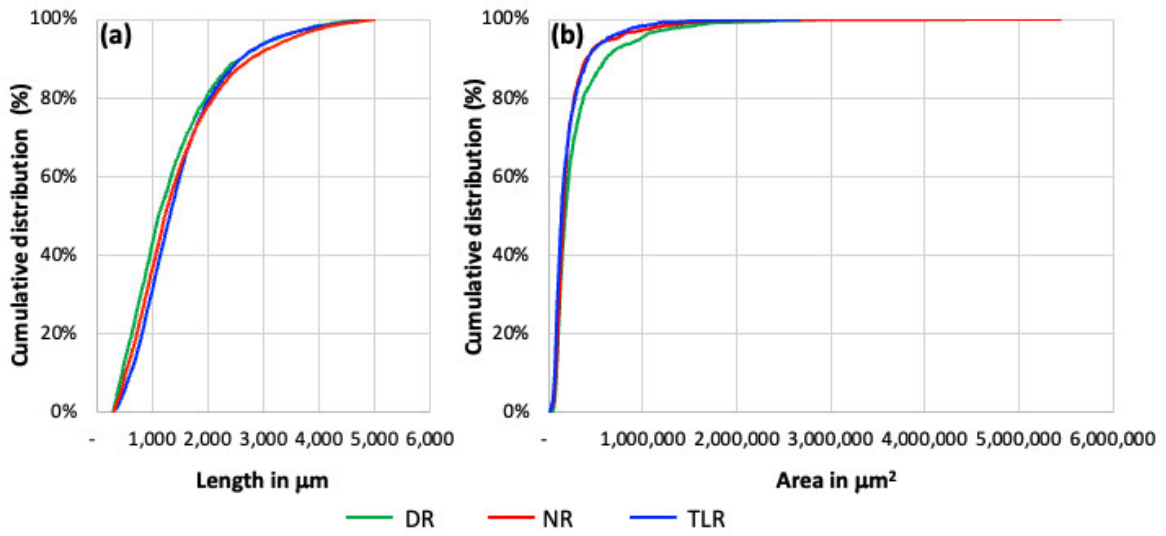 (a)
Cumulative distribution (%)
100%
80%
60%
40%
20%
0%
- 1,000 2,000 3,000 4,000 5,000 6,000
Length in μm
(b)
Cumulative distribution (%)
100%
80%
60%
40%
20%
0%
- 1,000,000 2,000,000 3,000,000 4,000,000 5,000,000 6,000,000
Area in μm²
DR NR TLR